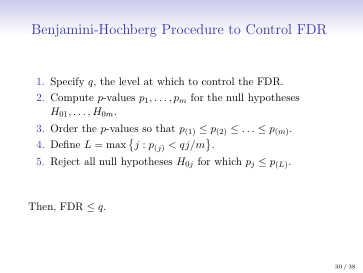 Benjamini-Hochberg Procedure to Control FDR
1. Specify q, the level at which to control the FDR.
2. Compute p-values p₁, . . . , pₘ for the null hypotheses
H₀₁, . . . , H₀ₘ.
3. Order the p-values so that p₍₁₎ ≤ p₍₂₎ ≤ . . . ≤ p₍ₘ₎.
4. Define L = max {j : p₍ⱼ₎ < qj/m}.
5. Reject all null hypotheses H₀ⱼ for which pⱼ ≤ p₍L₎.
Then, FDR ≤ q.
30 / 38